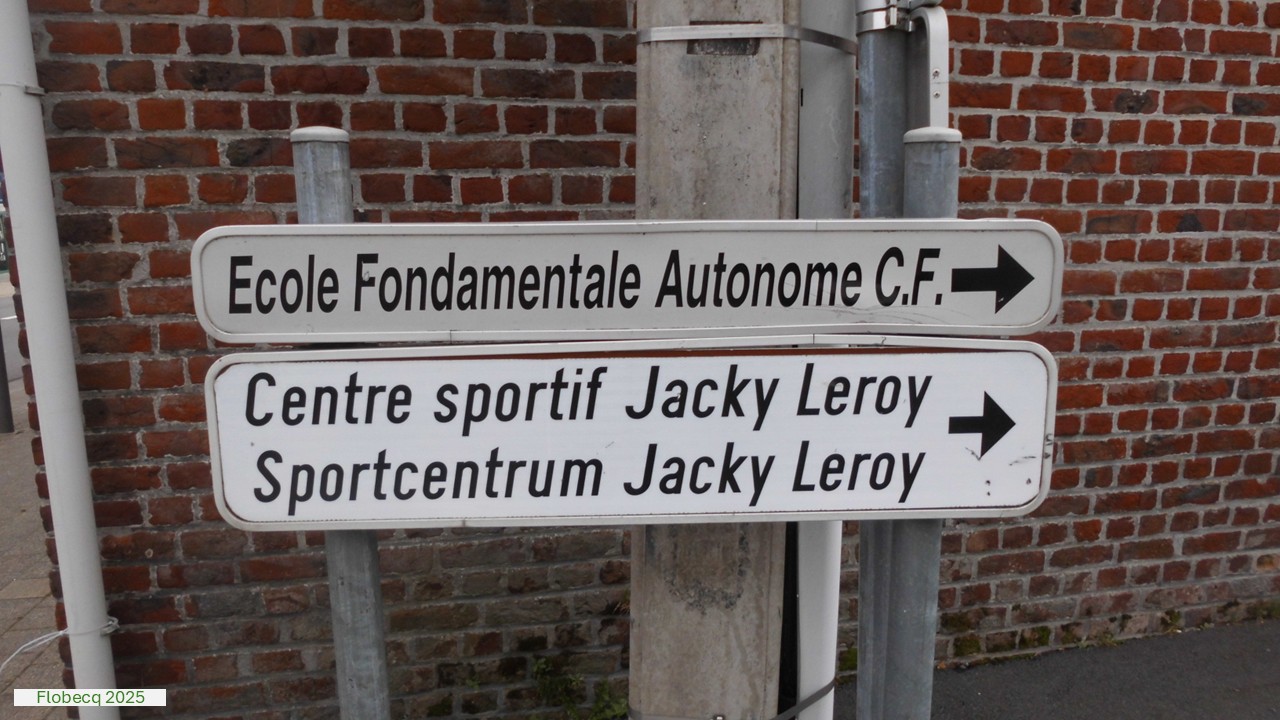 Ecole Fondamentale Autonome C.F.
Centre sportif Jacky Leroy
Sportcentrum Jacky Leroy
Flobecq 2025